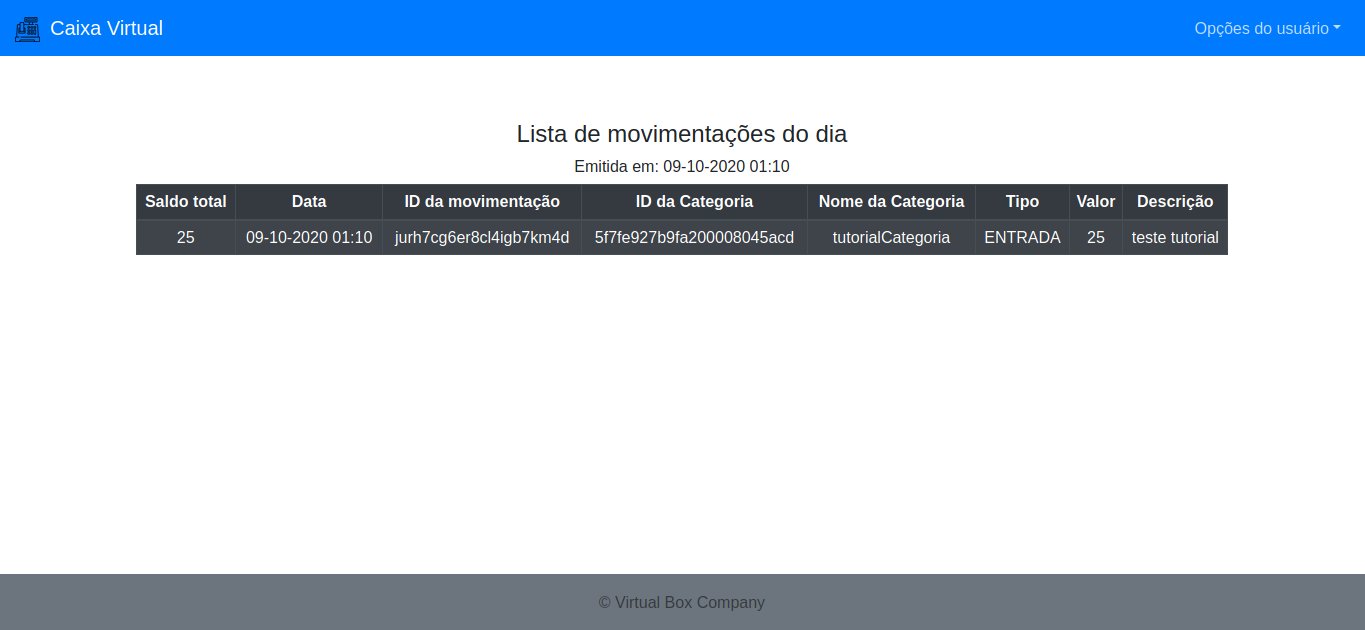 Caixa Virtual
Opções do usuário
Lista de movimentações do dia
Emitida em: 09-10-2020 01:10
Saldo total Data ID da movimentação ID da Categoria Nome da Categoria Tipo Valor Descrição
25 09-10-2020 01:10 jurh7cg6er8cl4igb7km4d 5f7fe927b9fa200008045acd tutorialCategoria ENTRADA 25 teste tutorial
© Virtual Box Company